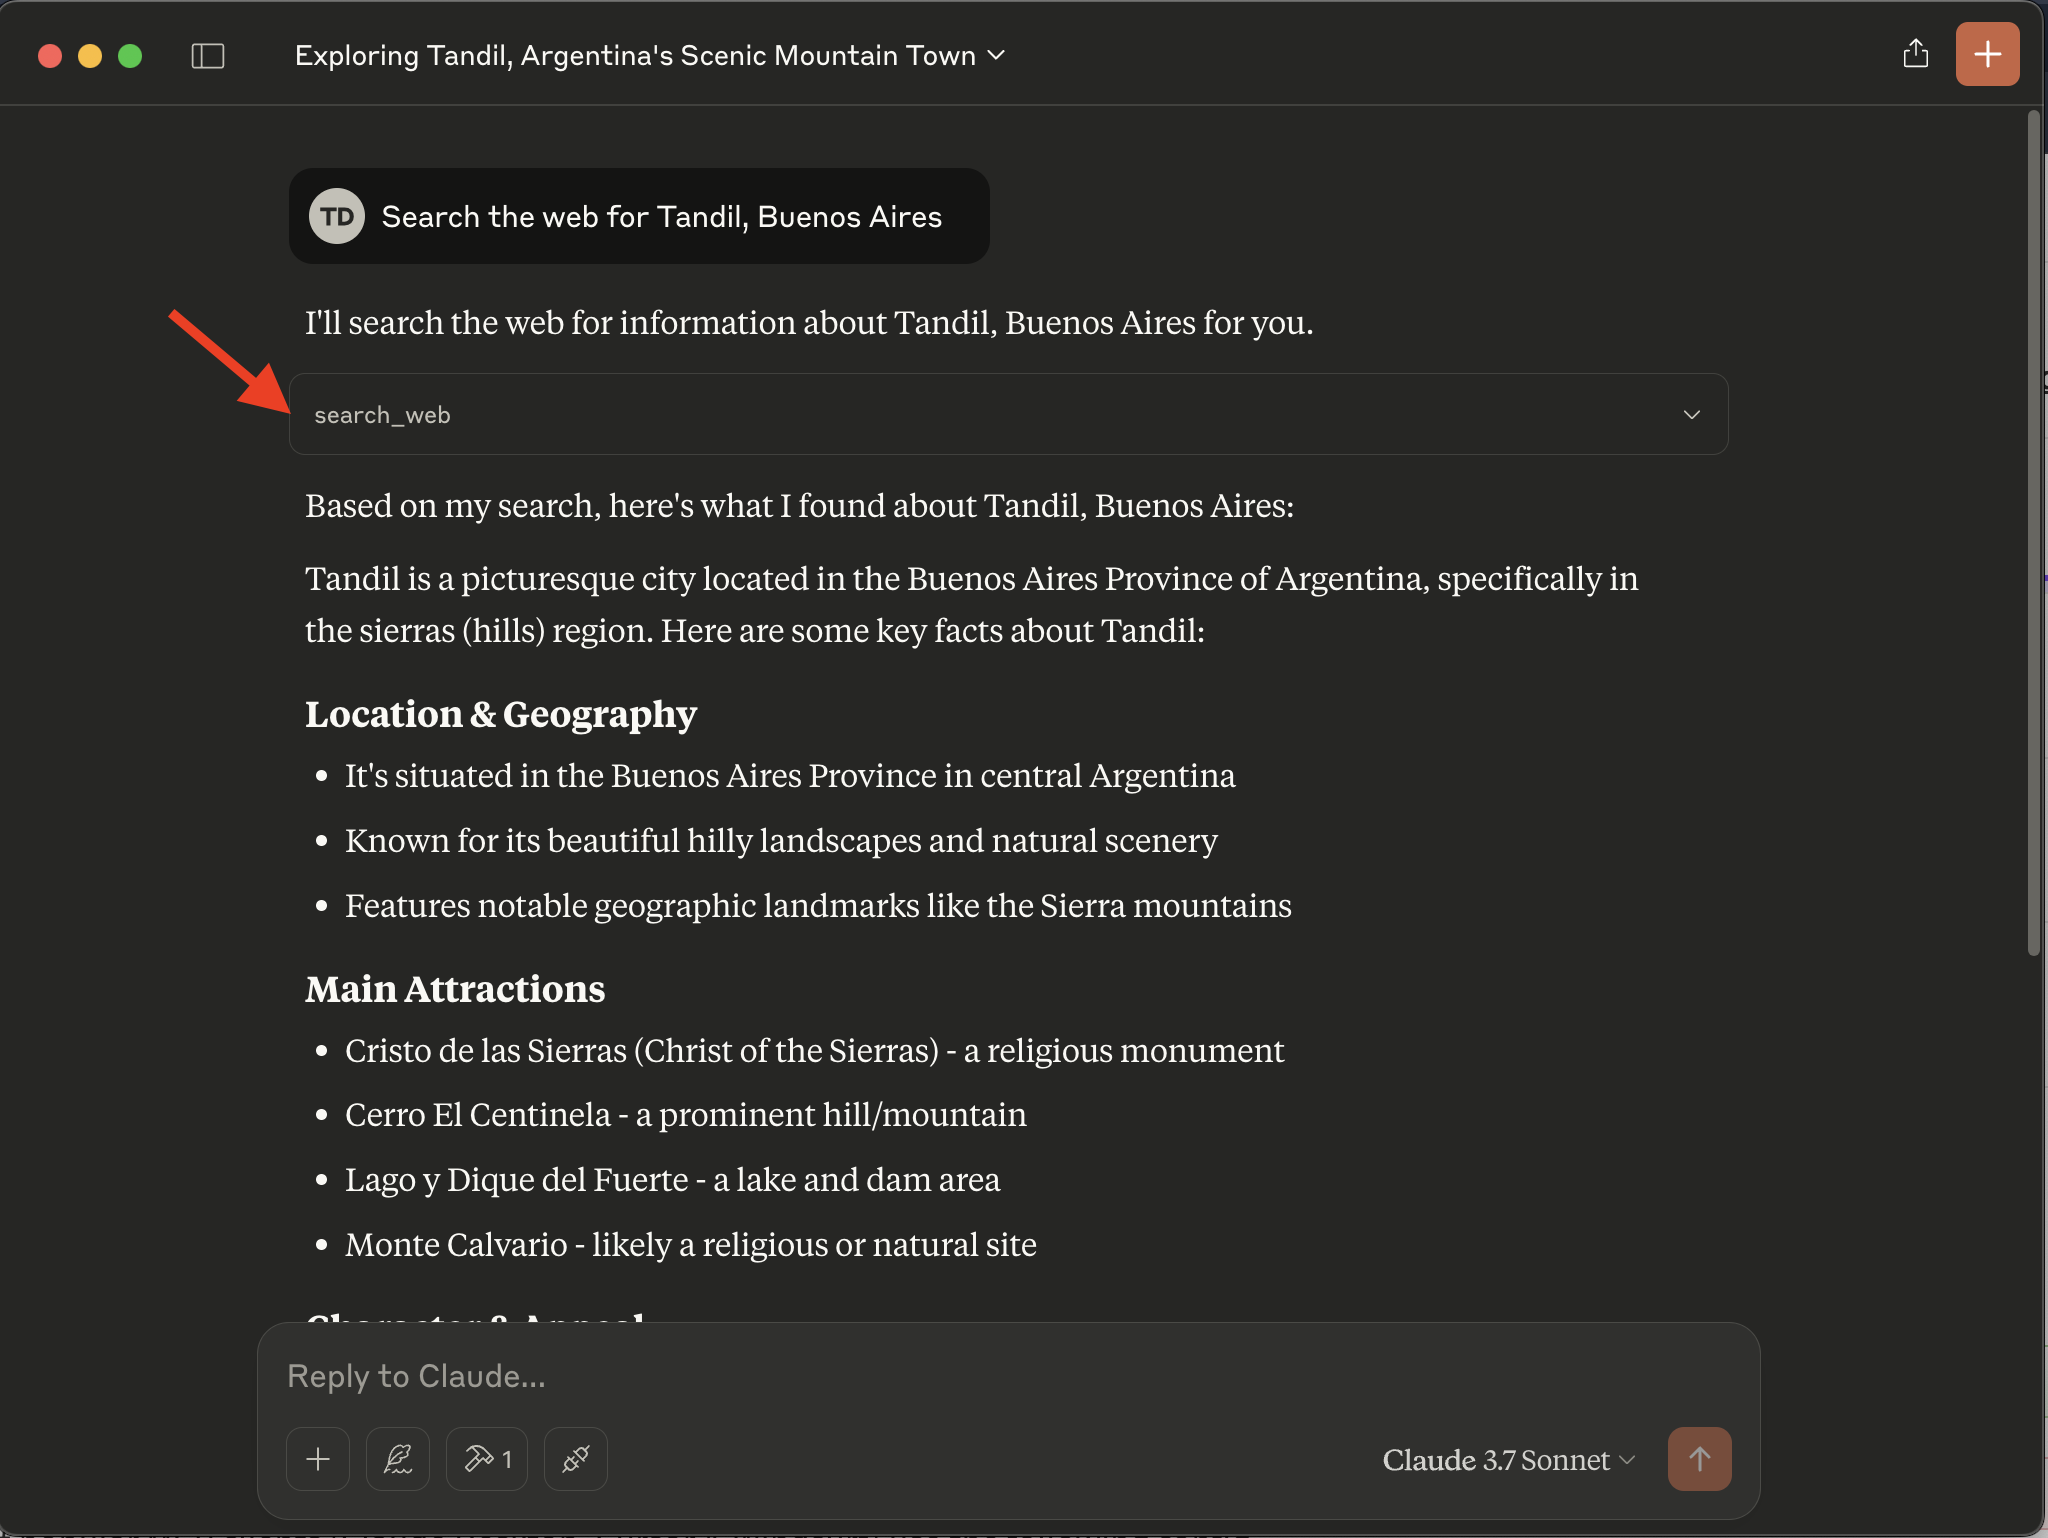 Exploring Tandil, Argentina's Scenic Mountain Town
TD Search the web for Tandil, Buenos Aires
I'll search the web for information about Tandil, Buenos Aires for you.
search_web
Based on my search, here's what I found about Tandil, Buenos Aires:
Tandil is a picturesque city located in the Buenos Aires Province of Argentina, specifically in
the sierras (hills) region. Here are some key facts about Tandil:
Location & Geography
• It's situated in the Buenos Aires Province in central Argentina
• Known for its beautiful hilly landscapes and natural scenery
• Features notable geographic landmarks like the Sierra mountains
Main Attractions
• Cristo de las Sierras (Christ of the Sierras) - a religious monument
• Cerro El Centinela - a prominent hill/mountain
• Lago y Dique del Fuerte - a lake and dam area
• Monte Calvario - likely a religious or natural site
Character & Appeal
Reply to Claude...
1
Claude 3.7 Sonnet